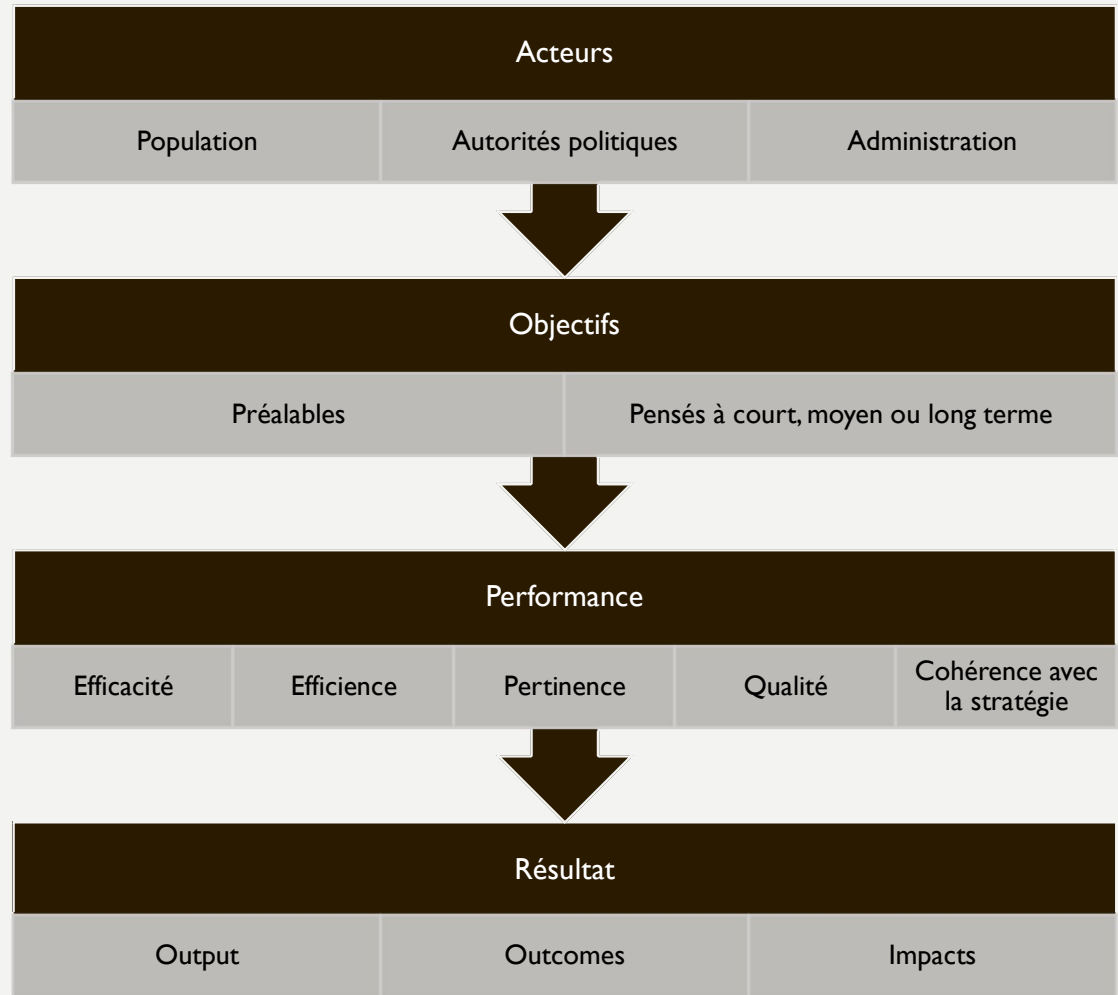 Acteurs
Population
Autorités politiques
Administration
Objectifs
Préalables
Pensés à court, moyen ou long terme
Performance
Efficacité
Efficience
Pertinence
Qualité
Cohérence avec
la stratégie
Résultat
Output
Outcomes
Impacts